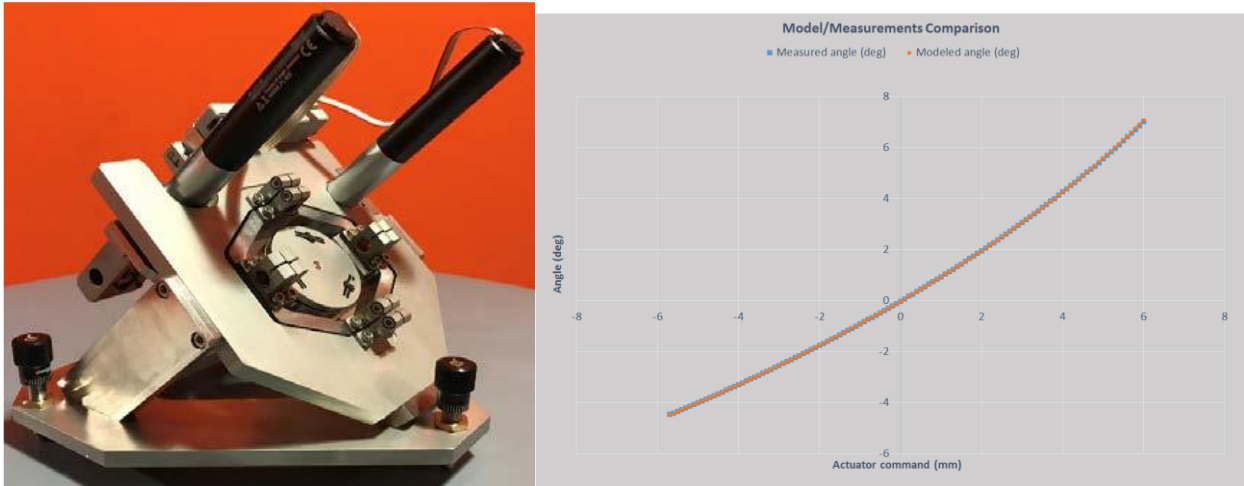 CE
Model/Measurements Comparison
Measured angle (deg) Modeled angle (deg)
8
6
4
2
0
-8 -6 -4 -2 0 2 4 6 8
-2
-4
-6
Angle (deg)
Actuator command (mm)